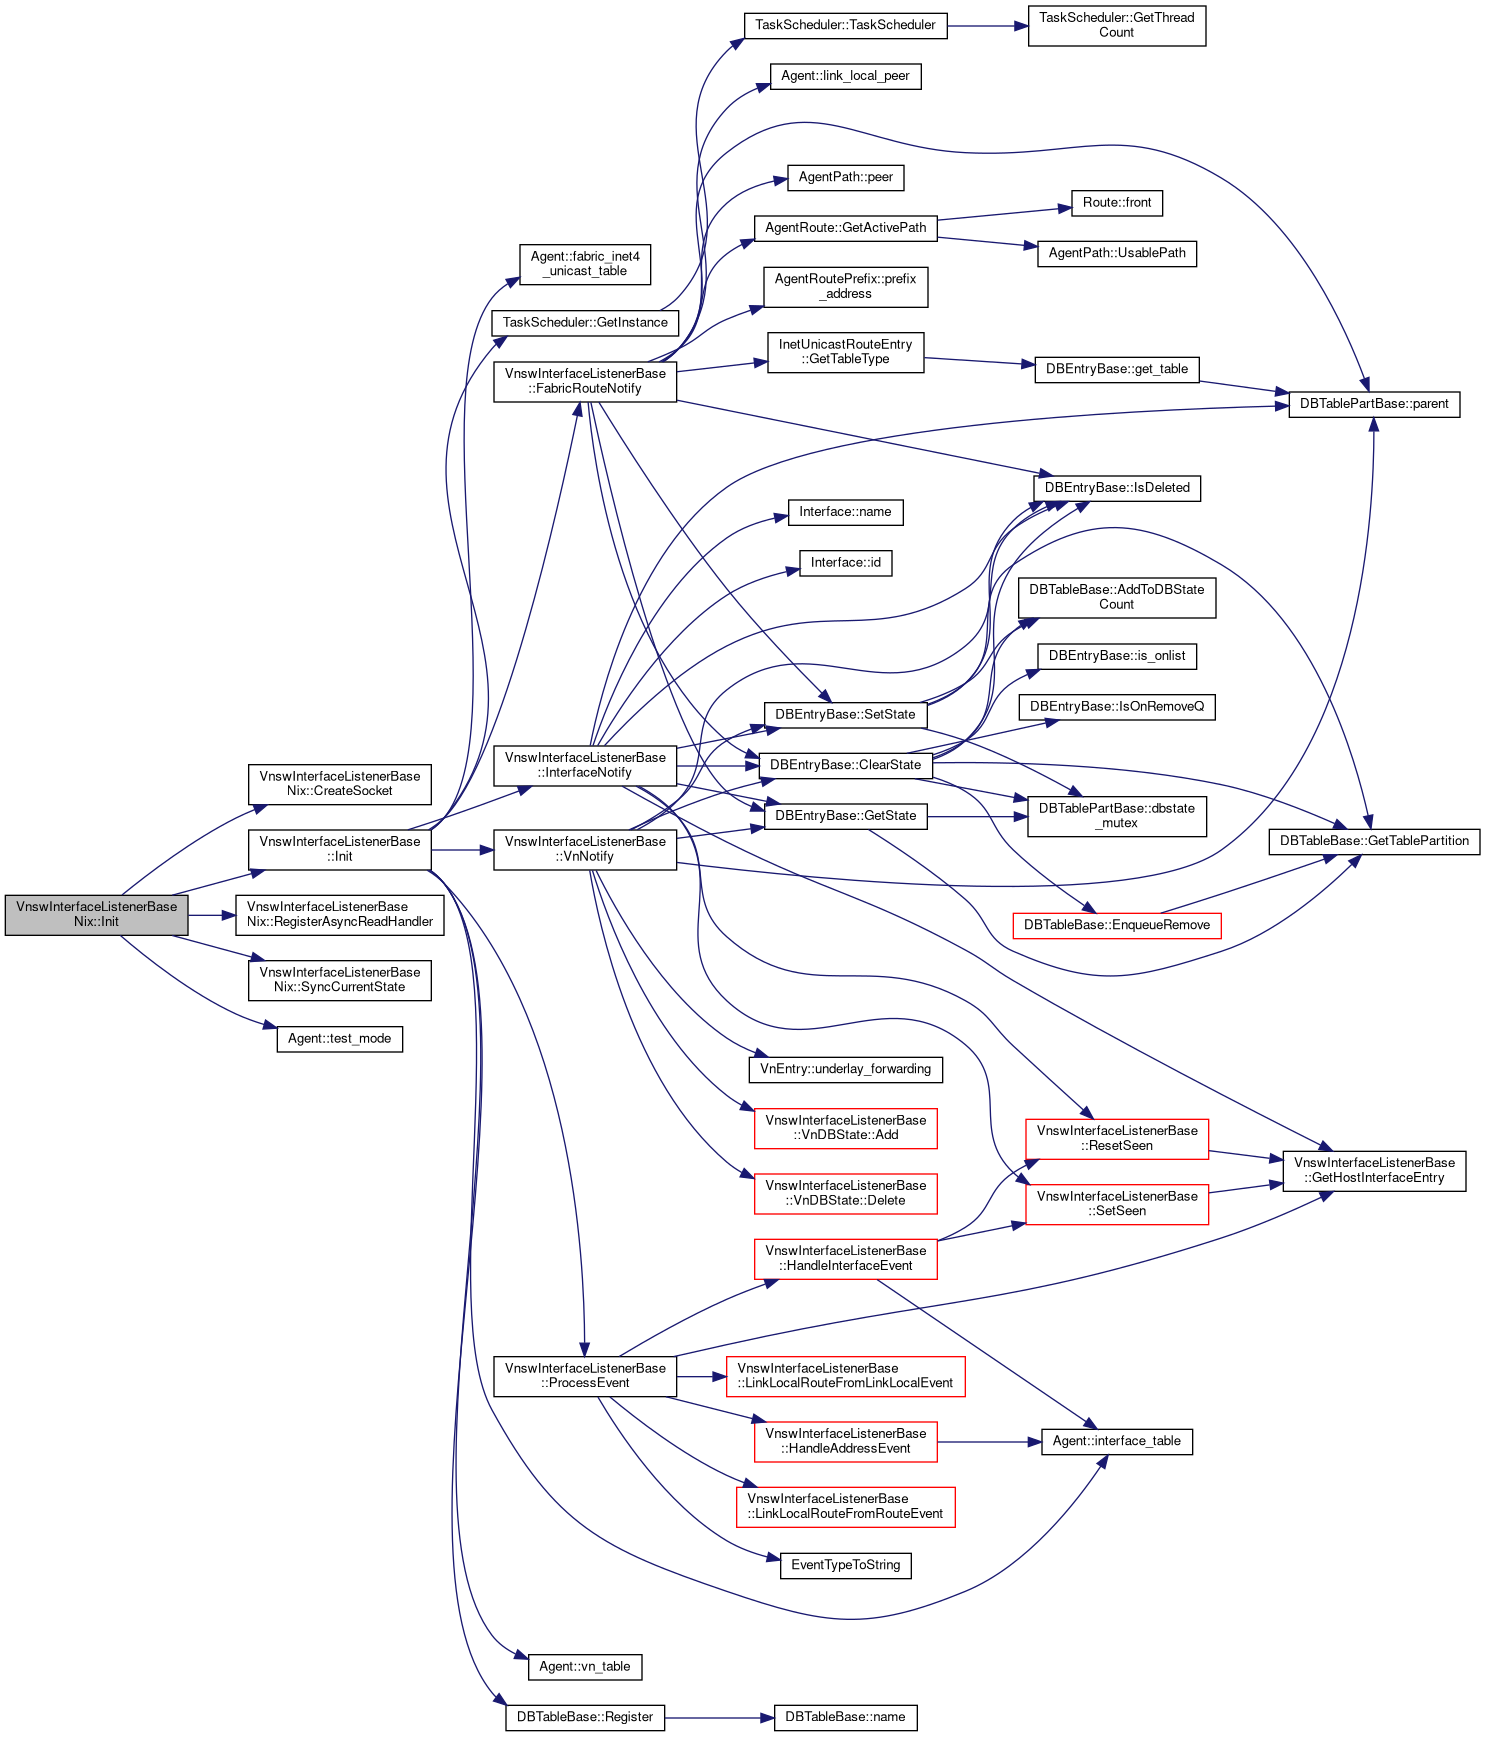 TaskScheduler::TaskScheduler
TaskScheduler::GetThread
Count
Agent::link_local_peer
AgentPath::peer
Route::front
AgentRoute::GetActivePath
AgentPath::UsablePath
Agent::fabric_inet4
_unicast_table
AgentRoutePrefix::prefix
_address
TaskScheduler::GetInstance
InetUnicastRouteEntry
::GetTableType
DBEntryBase::get_table
VnswInterfaceListenerBase
::FabricRouteNotify
DBTablePartBase::parent
DBEntryBase::IsDeleted
Interface::name
Interface::id
DBTableBase::AddToDBState
Count
DBEntryBase::is_onlist
DBEntryBase::IsOnRemoveQ
DBEntryBase::SetState
VnswInterfaceListenerBase
::InterfaceNotify
DBEntryBase::ClearState
VnswInterfaceListenerBase
Nix::CreateSocket
DBEntryBase::GetState
DBTablePartBase::dbstate
_mutex
VnswInterfaceListenerBase
::Init
VnswInterfaceListenerBase
::VnNotify
DBTableBase::GetTablePartition
VnswInterfaceListenerBase
Nix::Init
VnswInterfaceListenerBase
Nix::RegisterAsyncReadHandler
DBTableBase::EnqueueRemove
VnswInterfaceListenerBase
Nix::SyncCurrentState
Agent::test_mode
VnEntry::underlay_forwarding
VnswInterfaceListenerBase
::VnDBState::Add
VnswInterfaceListenerBase
::ResetSeen
VnswInterfaceListenerBase
::GetHostInterfaceEntry
VnswInterfaceListenerBase
::VnDBState::Delete
VnswInterfaceListenerBase
::SetSeen
VnswInterfaceListenerBase
::HandleInterfaceEvent
VnswInterfaceListenerBase
::ProcessEvent
VnswInterfaceListenerBase
::LinkLocalRouteFromLinkLocalEvent
VnswInterfaceListenerBase
::HandleAddressEvent
Agent::interface_table
VnswInterfaceListenerBase
::LinkLocalRouteFromRouteEvent
EventTypeToString
Agent::vn_table
DBTableBase::Register
DBTableBase::name